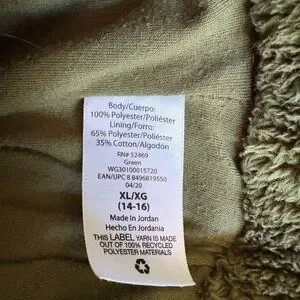 Body/Cuerpo:
100% Polyester/Poliéster
Lining/Forro:
65% Polyester/Poliéster
35% Cotton/Algodón
RN# 52469
Green
WG30100015720
EAN/UPC 8 8496819550
04/20
XL/XG
(14-16)
Made In Jordan
Hecho En Jordania
THIS LABEL YARN IS MADE
OUT OF 100% RECYCLED
POLYESTER MATERIALS